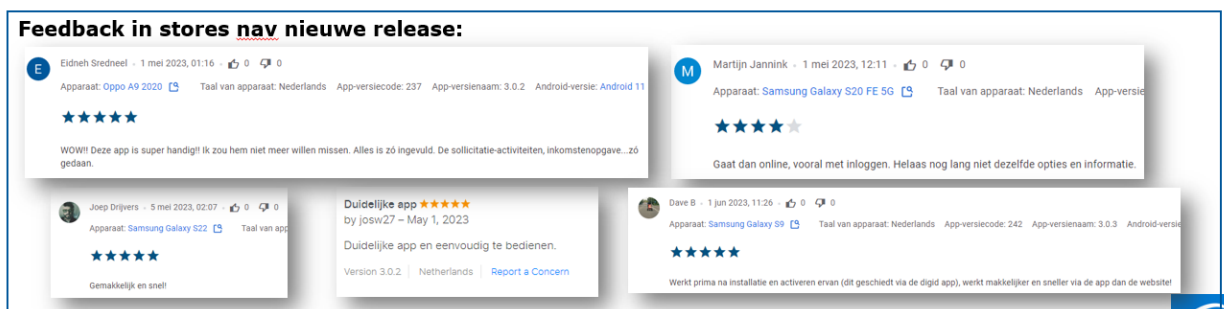 Feedback in stores nav nieuwe release:
E
Eidneh Sredneel · 1 mei 2023, 01:16 · 0 0
Apparaat: Oppo A9 2020 Taal van apparaat: Nederlands App-versiecode: 237 App-versienaam: 3.0.2 Android-versie: Android 11
WOW!! Deze app is super handig!! Ik zou hem niet meer willen missen. Alles is zó ingevuld. De sollicitatie-activiteiten, inkomstenopgave...zó
gedaan.
M
Martijn Jannink · 1 mei 2023, 12:11 · 0 0
Apparaat: Samsung Galaxy S20 FE 5G Taal van apparaat: Nederlands App-versie
Gaat dan online, vooral met inloggen. Helaas nog lang niet dezelfde opties en informatie.
Joep Drijvers · 5 mei 2023, 02:07 · 0 0
Apparaat: Samsung Galaxy S22 Taal van app
Gemakkelijk en snel!
Duidelijke app
by josw27 – May 1, 2023
Duidelijke app en eenvoudig te bedienen.
Version 3.0.2 | Netherlands | Report a Concern
Dave B · 1 jun 2023, 11:26 · 0 0
Apparaat: Samsung Galaxy S9 Taal van apparaat: Nederlands App-versiecode: 242 App-versienaam: 3.0.3 Android-versie
Werkt prima na installatie en activeren ervan (dit geschiedt via de digid app), werkt makkelijker en sneller via de app dan de website!